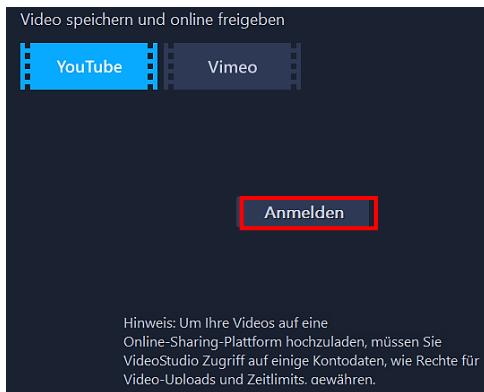 Video speichern und online freigeben
YouTube Vimeo
Anmelden
Hinweis: Um Ihre Videos auf eine
Online-Sharing-Plattform hochzuladen, müssen Sie
VideoStudio Zugriff auf einige Kontodaten, wie Rechte für
Video-Uploads und Zeitlimits, gewähren.